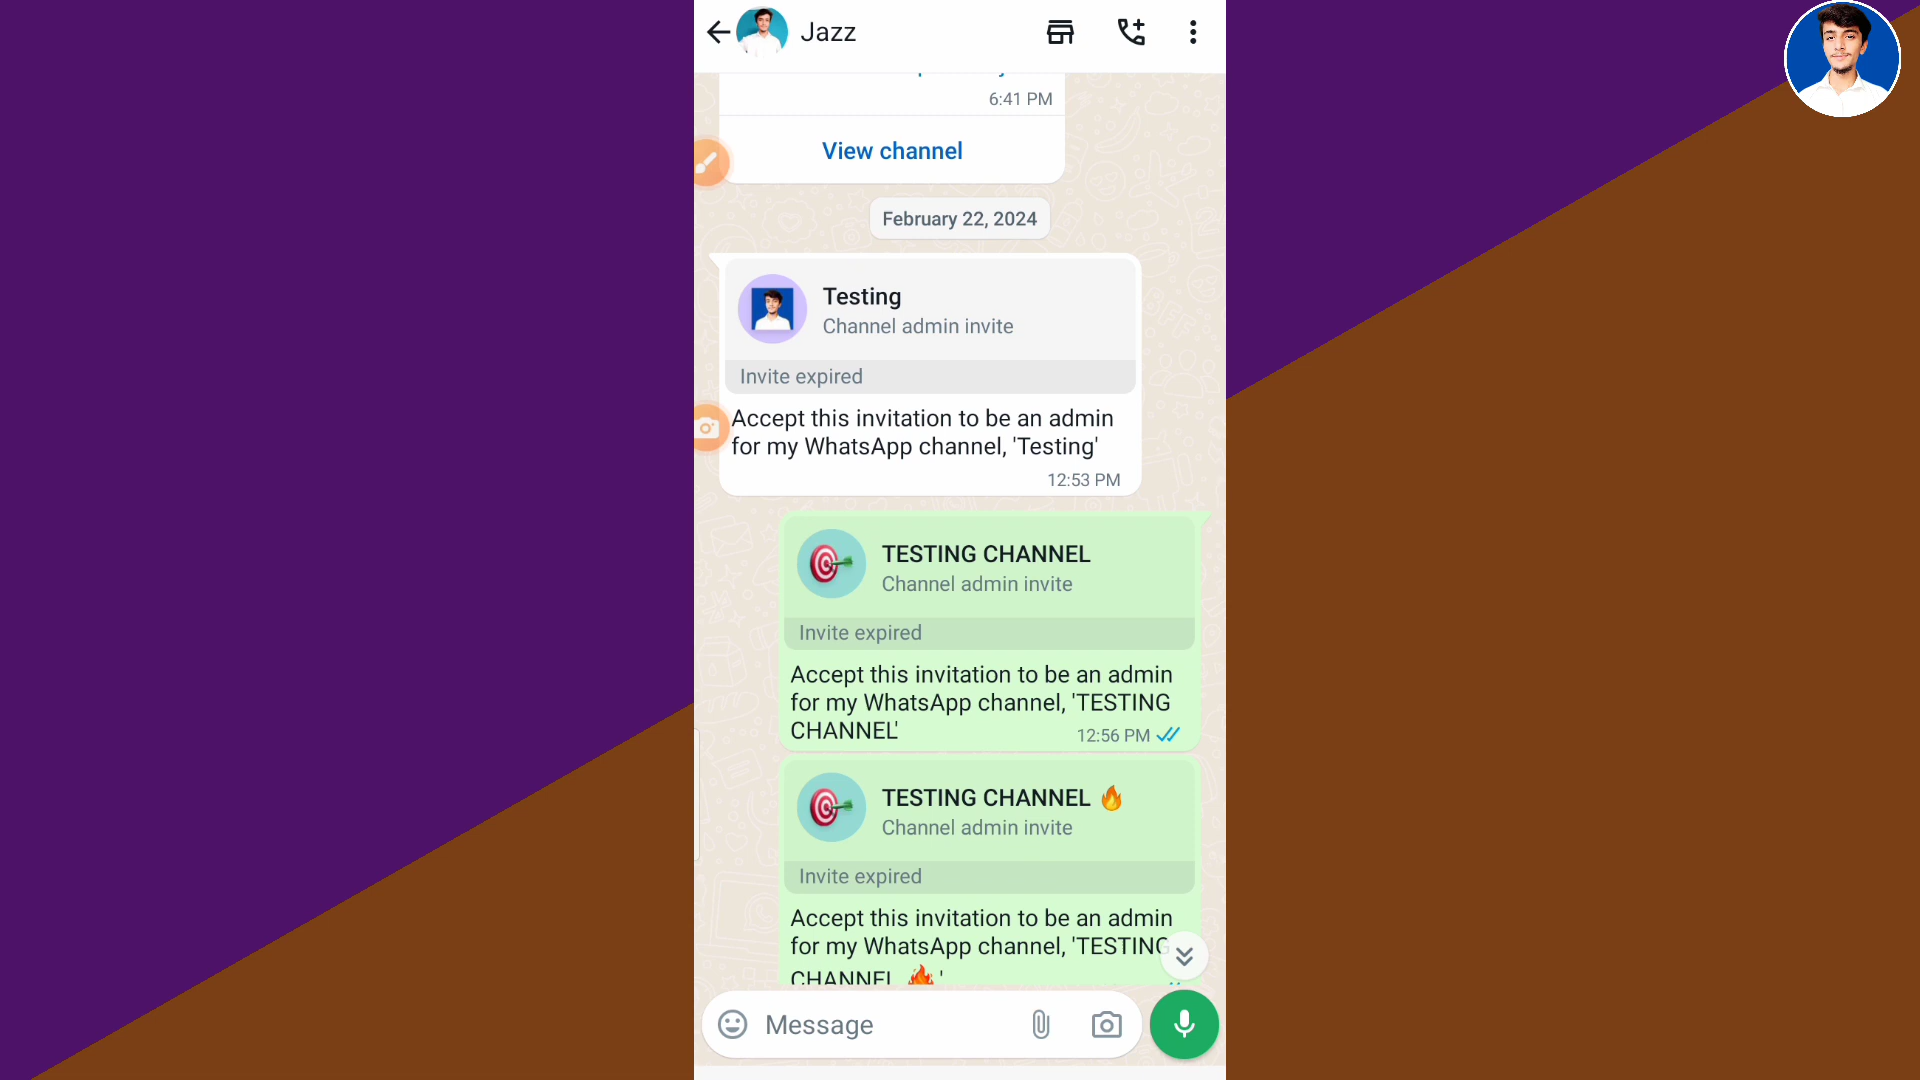 Jazz
6:41 PM
View channel
February 22, 2024
Testing
Channel admin invite
Invite expired
Accept this invitation to be an admin
for my WhatsApp channel, 'Testing'
12:53 PM
TESTING CHANNEL
Channel admin invite
Invite expired
Accept this invitation to be an admin
for my WhatsApp channel, 'TESTING
CHANNEL'
12:56 PM
TESTING CHANNEL 🔥
Channel admin invite
Invite expired
Accept this invitation to be an admin
for my WhatsApp channel, 'TESTING
CHANNEL 🔥'
Message